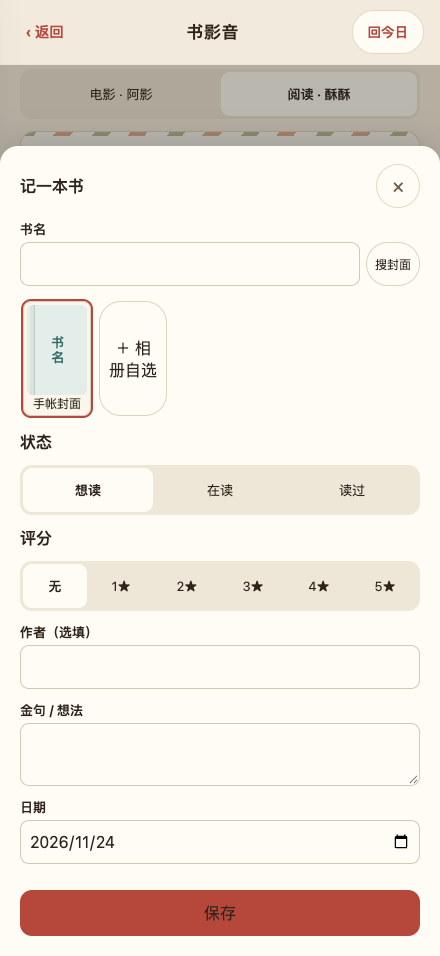 ‹ 返回
书影音
回今日
电影 · 阿影
阅读 · 酥酥
记一本书
×
书名
搜封面
书
名
手帐封面
＋ 相
册自选
状态
想读
在读
读过
评分
无
1★
2★
3★
4★
5★
作者（选填）
金句 / 想法
日期
2026/11/24
保存